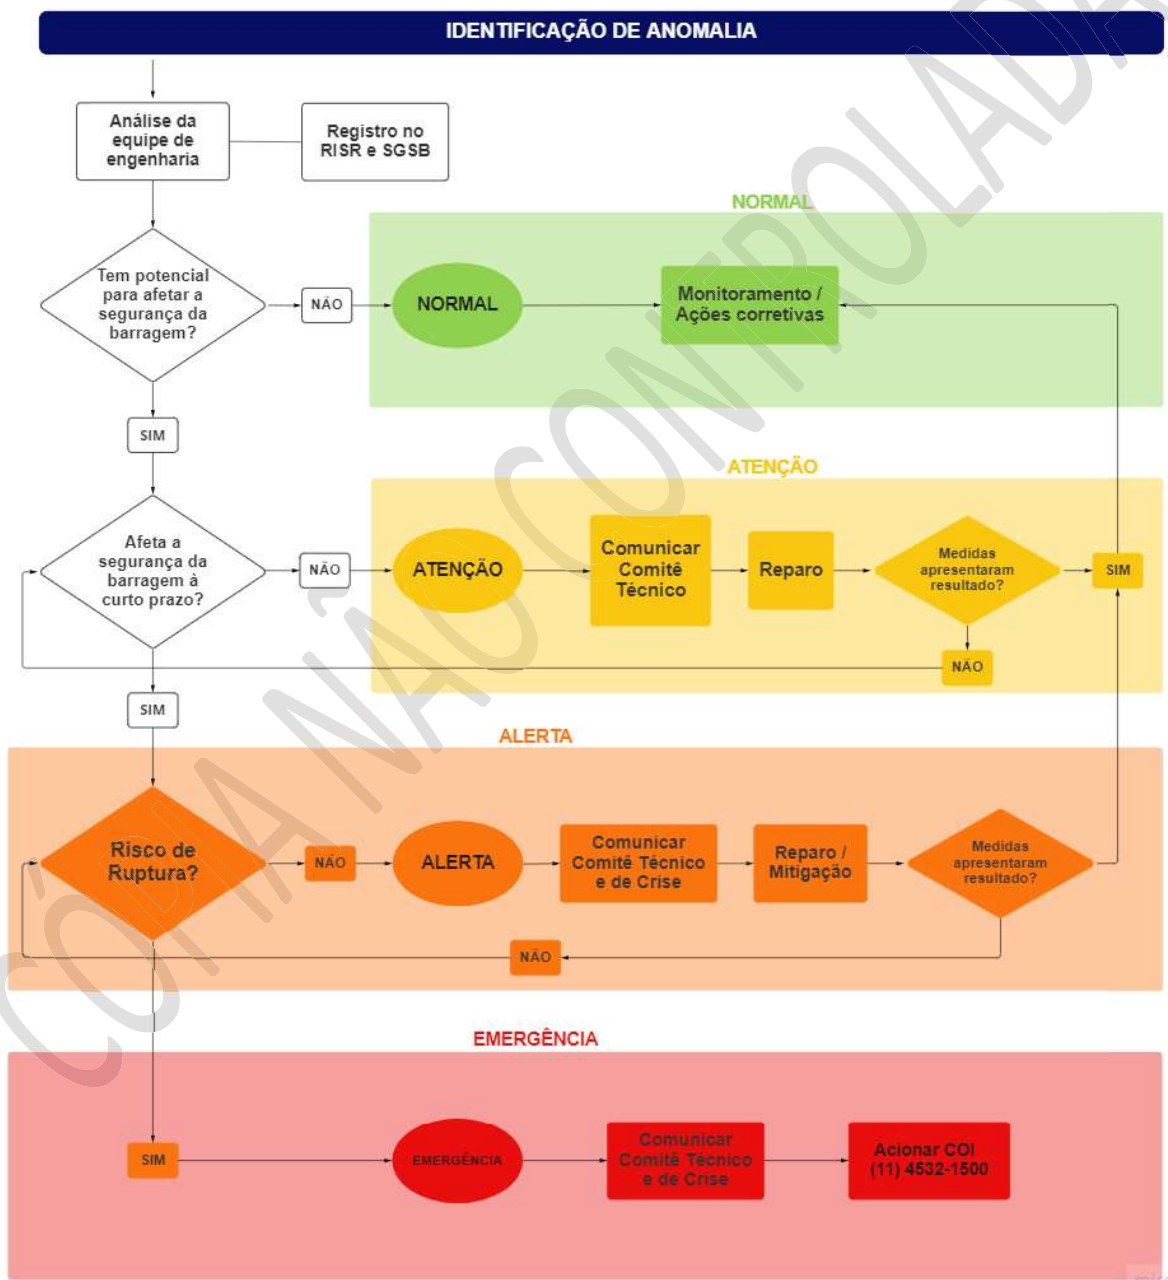 IDENTIFICAÇÃO DE ANOMALIA
Análise da
equipe de
engenharia
Registro no
RISR e SGSB
NORMAL
Tem potencial
para afetar a
segurança da
barragem?
NÃO
NORMAL
Monitoramento /
Ações corretivas
SIM
ATENÇÃO
Afeta a
segurança da
barragem à
curto prazo?
NÃO
ATENÇÃO
Comunicar
Comitê
Técnico
Reparo
Medidas
apresentaram
resultado?
SIM
NÃO
SIM
ALERTA
Risco de
Ruptura?
NÃO
ALERTA
Comunicar
Comitê Técnico
e de Crise
Reparo /
Mitigação
Medidas
apresentaram
resultado?
NÃO
EMERGÊNCIA
SIM
EMERGÊNCIA
Comunicar
Comitê Técnico
e de Crise
Acionar COI
(11) 4532-1500
CÓPIA NÃO CONTROLADA